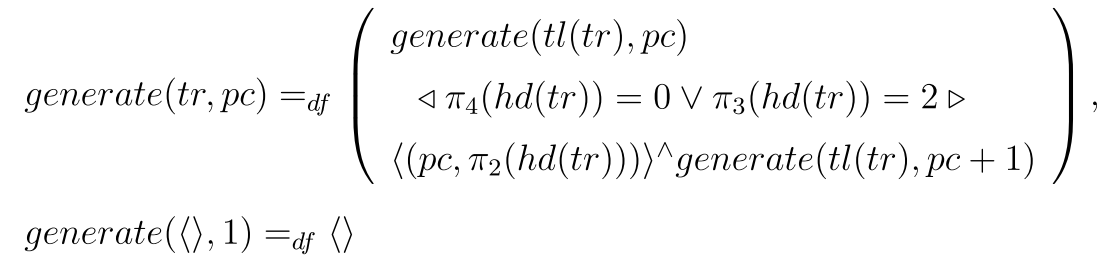 generate(tl(tr), pc)
generate(tr, pc) =df ( ◁ π4(hd(tr)) = 0 ∨ π3(hd(tr)) = 2 ▷ ) ,
⟨(pc, π2(hd(tr)))⟩^generate(tl(tr), pc + 1)
generate(⟨⟩, 1) =df ⟨⟩